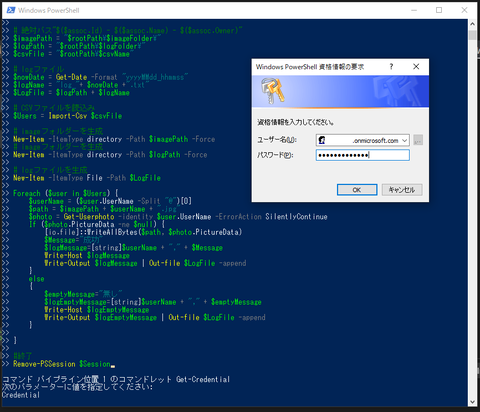 Windows PowerShell
>> # 絶対パス"$($assoc.Id) - $($assoc.Name) - $($assoc.Owner)"
>> $imagePath = "$rootPath\$imageFolder"
>> $logPath = "$rootPath\$logFolder"
>> $csvFile = "$rootPath\$csvName"
>>
>> # logファイル
>> $nowDate = Get-Date -Format "yyyyMMdd_hhmmss"
>> $logName = "log_" + $nowDate + ".txt"
>> $LogFile = $logPath + $logName
>>
>> # CSVファイルを読込み
>> $Users = Import-Csv $csvFile
>>
>> # imageフォルダーを生成
>> New-Item -ItemType directory -Path $imagePath -Force
>> # imageフォルダーを生成
>> New-Item -ItemType directory -Path $logPath -Force
>>
>> # logファイルを生成
>> New-Item -ItemType File -Path $LogFile
>>
>> Foreach ($user in $Users) {
>> $userName = ($user.UserName -Split "@")[0]
>> $path = $imagePath + $userName + ".jpg"
>> $photo = Get-Userphoto -identity $user.UserName -ErrorAction SilentlyContinue
>> If ($photo.PictureData -ne $null) {
>> [io.file]::WriteAllBytes($path, $photo.PictureData)
>> $Message="成功"
>> $logMessage=[string]$userName + "," + $Message
>> Write-Host $logMessage
>> Write-Output $logMessage | Out-file $LogFile -append
>> }
>> else
>> {
>> $emptyMessage="無し"
>> $logEmptyMessage=[string]$userName + "," + $emptyMessage
>> Write-Host $logEmptyMessage
>> Write-Output $logEmptyMessage | Out-file $LogFile -append
>> }
>>
>> }
>>
>> #終了
>> Remove-PSSession $Session
コマンド パイプライン位置 1 のコマンドレット Get-Credential
次のパラメーターに値を指定してください:
Credential
Windows PowerShell 資格情報の要求
資格情報を入力してください。
ユーザー名(U): .onmicrosoft.com
パスワード(P): ●●●●●●●●●●●●●
OK キャンセル